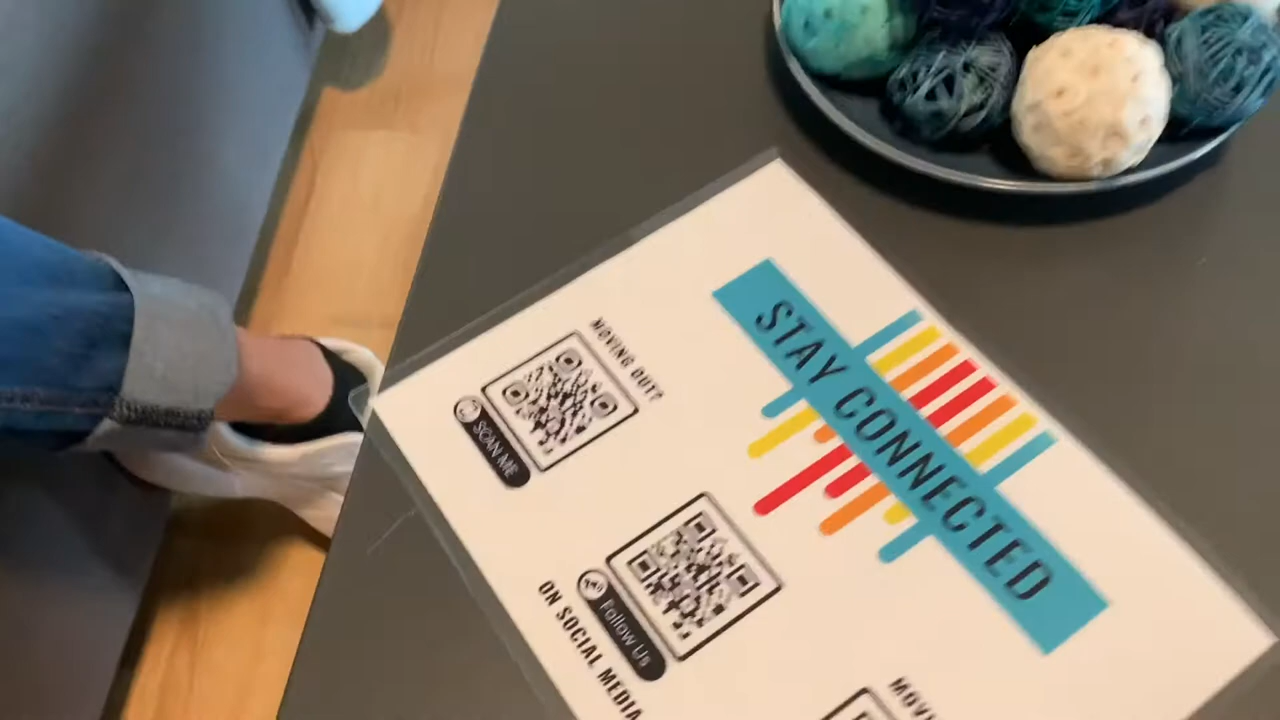 STAY CONNECTED
MOVING OUT?
SCAN ME
Follow Us
ON SOCIAL MEDIA